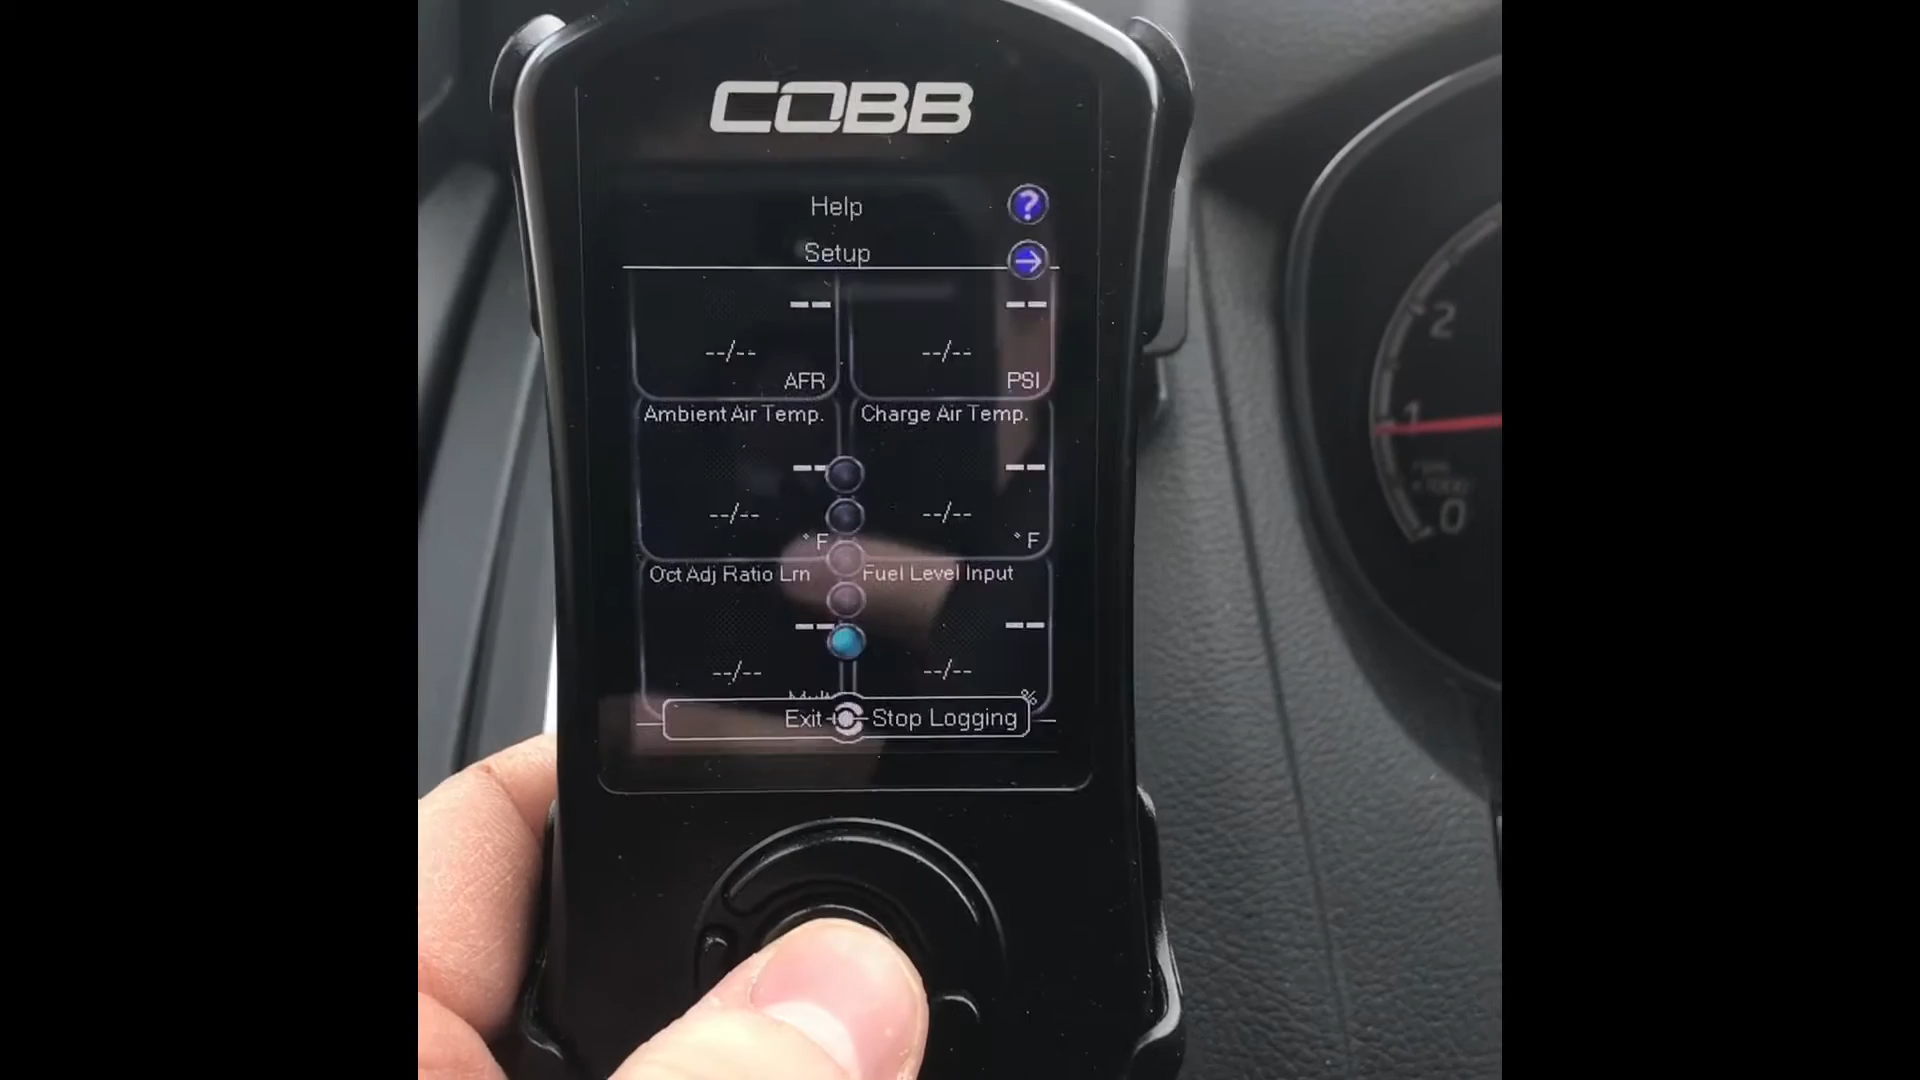 COBB
Help ?
Setup
-- --
--/-- --/--
AFR PSI
Ambient Air Temp. Charge Air Temp.
-- --
--/-- --/--
°F °F
Oct Adj Ratio Lrn Fuel Level Input
-- --
--/-- --/--
%
Exit Stop Logging
2
1
0